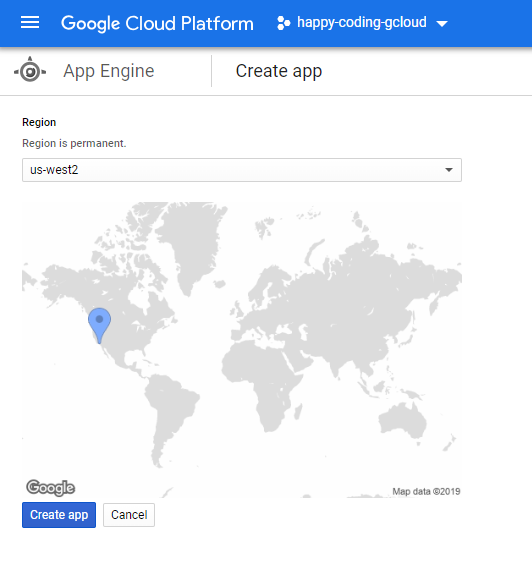 Google Cloud Platform happy-coding-gcloud
App Engine Create app
Region
Region is permanent.
us-west2
Google
Map data ©2019
Create app Cancel